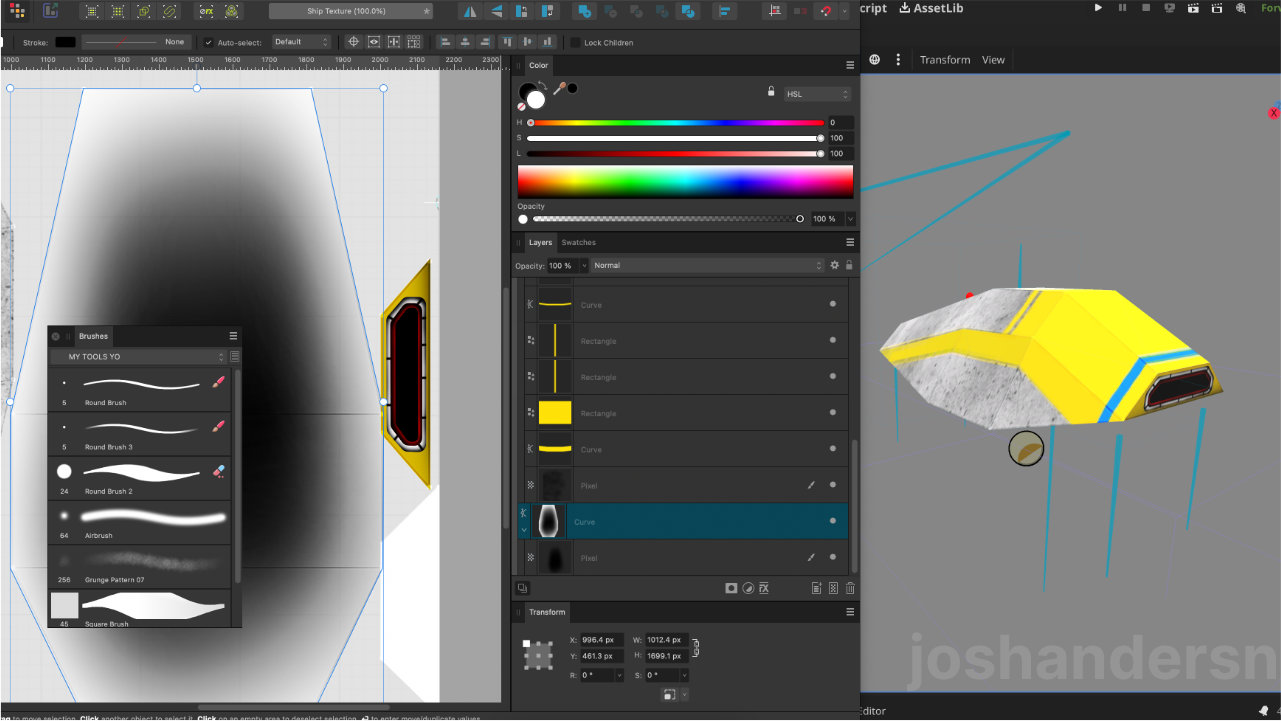 Ship Texture (100.0%)
cript
AssetLib
Stroke:
None
Auto-select:
Default
Lock Children
Transform View
1000 1100 1200 1300 1400 1500 1600 1700 1800 1900 2000 2100 2200 2300
Color
HSL
H 0
S 100
L 100
Opacity
100 %
Layers Swatches
Opacity: 100 % Normal
Curve
Rectangle
Rectangle
Rectangle
Curve
Pixel
Curve
Pixel
Brushes
MY TOOLS YO
5 Round Brush
5 Round Brush 3
24 Round Brush 2
64 Airbrush
256 Grunge Pattern 07
45 Square Brush
Transform
X: 996.4 px W: 1012.4 px
Y: 461.3 px H: 1699.1 px
R: 0 ° S: 0 °
X
joshandersn
ag to move selection. Click another object to select it. Click on an empty area to deselect selection.
to enter move/duplicate values.
Editor